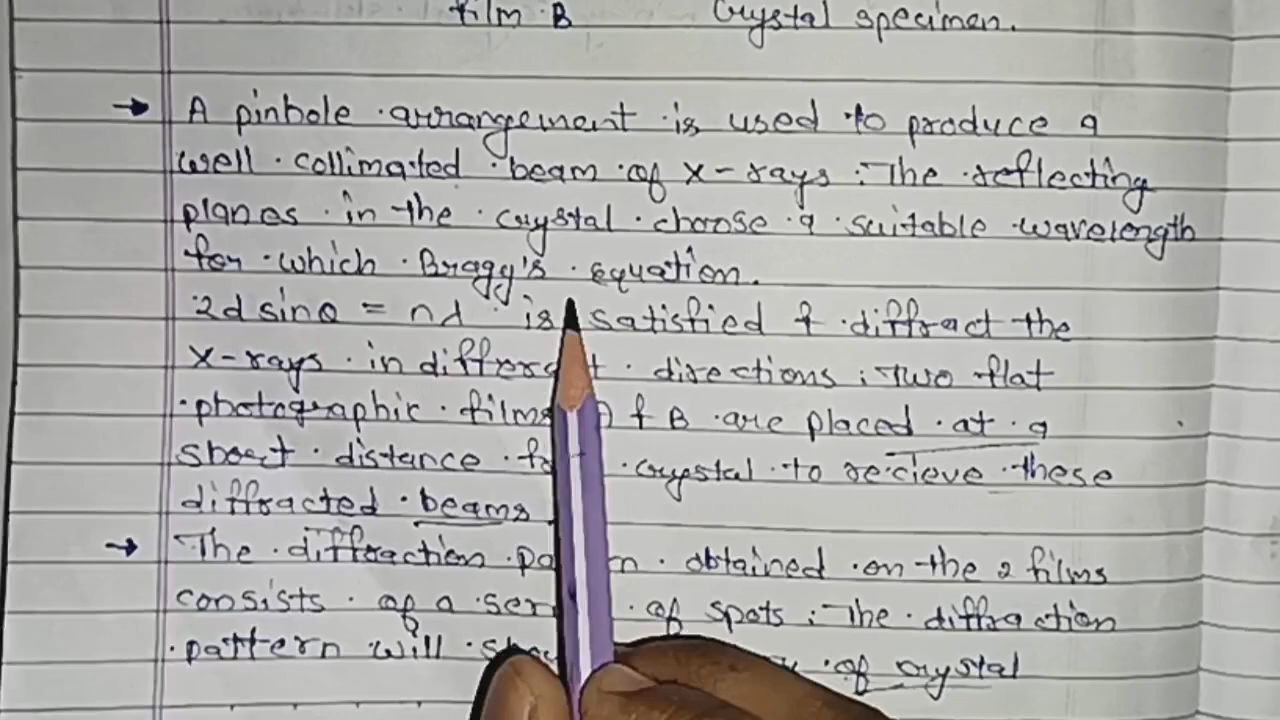 film B Crystal specimen.
→ A pinhole arrangement is used to produce a
well collimated beam of x-rays. The reflecting
planes in the crystal choose a suitable wavelength
for which Bragg's equation.
2d sinθ = nλ is satisfied & diffract the
x-rays in different directions. Two flat
photographic films & B are placed at a
short distance crystal to recieve these
diffracted beams
→ The diffraction obtained on the 2 films
consists of a of spots. The diffraction
pattern will of crystal